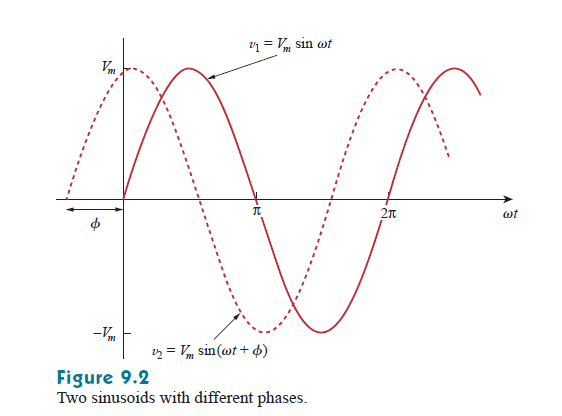 v₁ = Vₘ sin ωt
Vₘ
ϕ
π
2π
ωt
−Vₘ
v₂ = Vₘ sin(ωt + ϕ)
Figure 9.2
Two sinusoids with different phases.